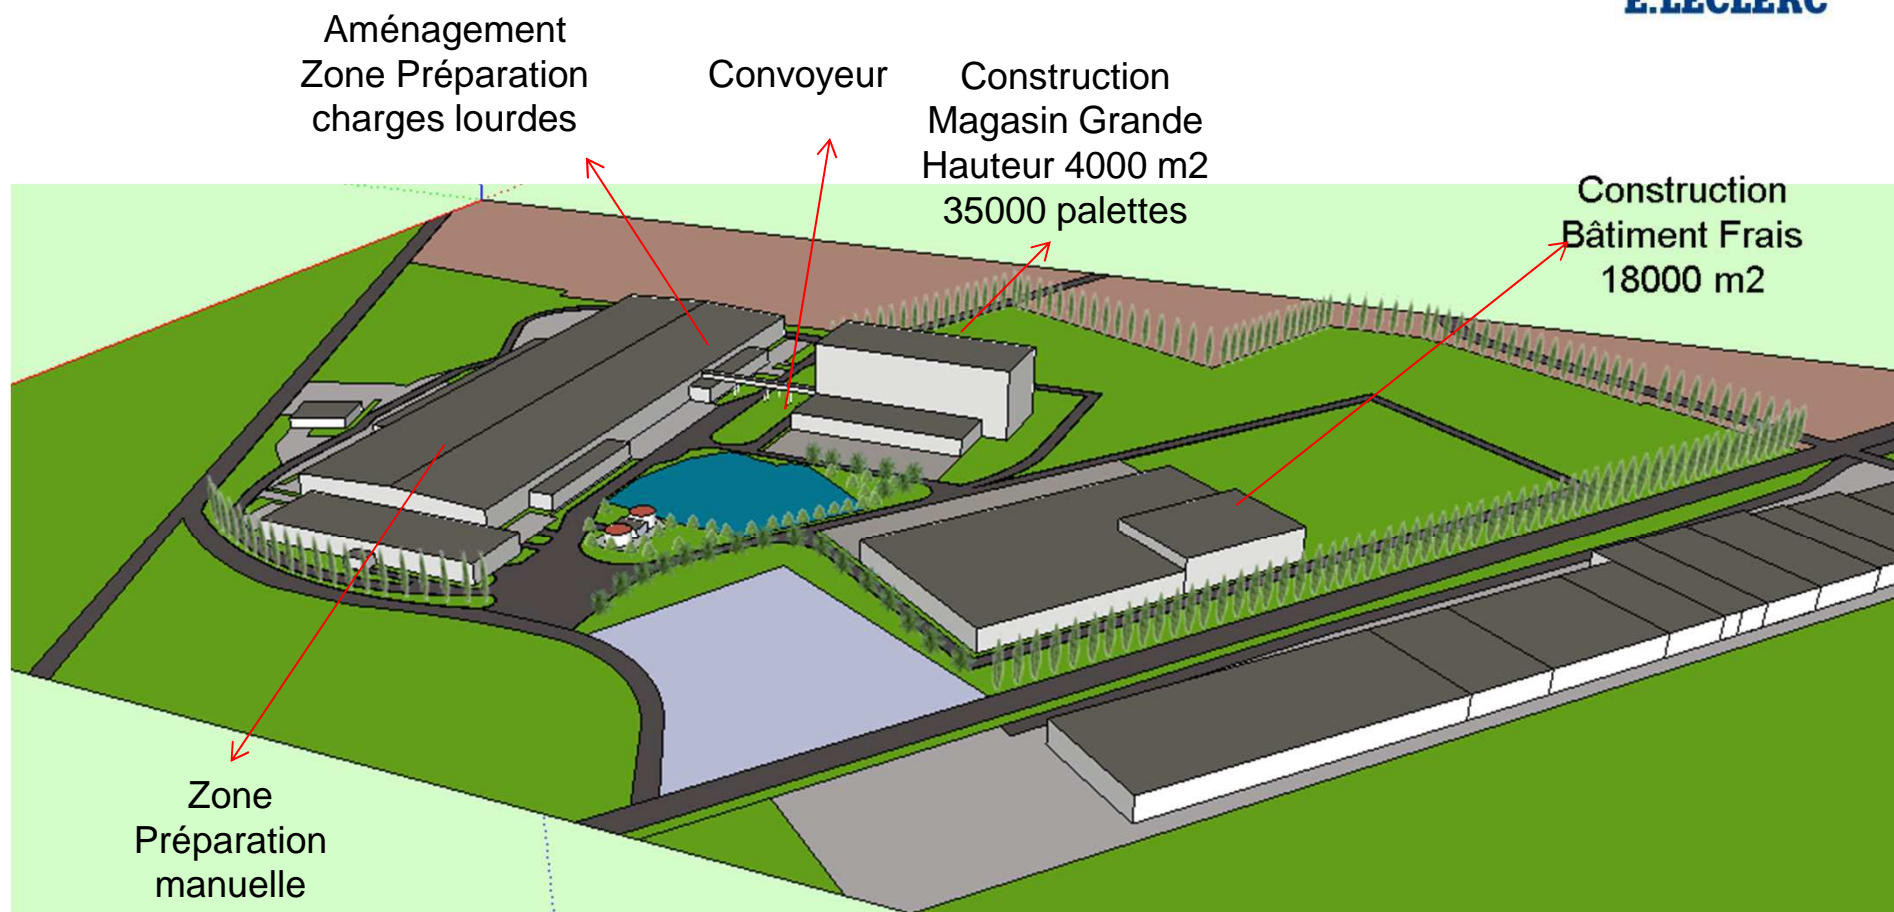 E.LECLERC
Aménagement
Zone Préparation
charges lourdes
Convoyeur
Construction
Magasin Grande
Hauteur 4000 m2
35000 palettes
Construction
Bâtiment Frais
18000 m2
Zone
Préparation
manuelle